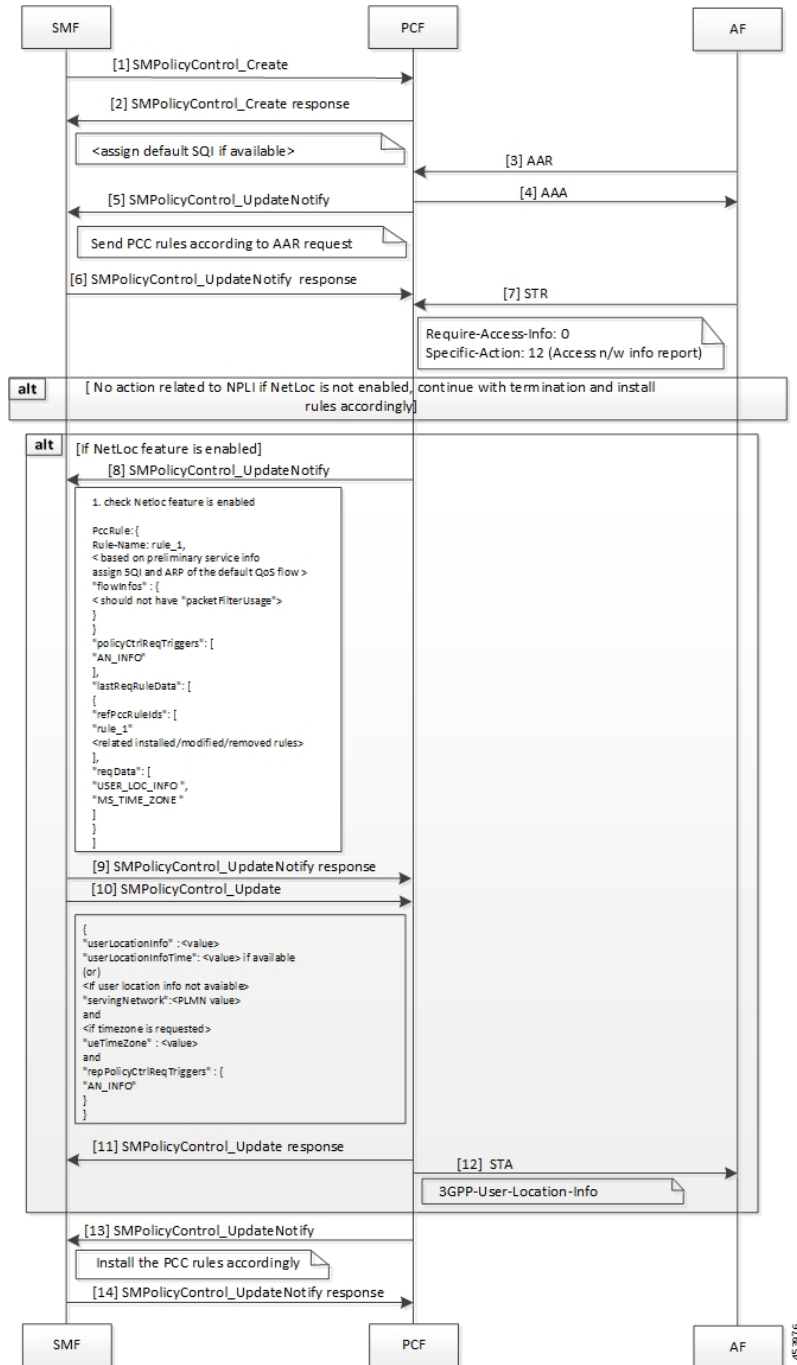 SMF
PCF
AF
[1] SMPolicyControl_Create
[2] SMPolicyControl_Create response
<assign default SQI if available>
[3] AAR
[4] AAA
[5] SMPolicyControl_UpdateNotify
Send PCC rules according to AAR request
[6] SMPolicyControl_UpdateNotify response
[7] STR
Require-Access-Info: 0
Specific-Action: 12 (Access n/w info report)
alt
[ No action related to NPLI if NetLoc is not enabled, continue with termination and install
rules accordingly]
alt
[If NetLoc feature is enabled]
[8] SMPolicyControl_UpdateNotify
1. check Netloc feature is enabled
PccRule: {
Rule-Name: rule_1,
< based on preliminary service info
assign 5QI and ARP of the default QoS flow >
"flowInfos" : {
< should not have "packetFilterUsage">
}
}
"policyCtrlReqTriggers": [
"AN_INFO"
],
"lastReqRuleData": [
{
"refPccRuleIds": [
"rule_1"
<related installed/modified/removed rules>
],
"reqData": [
"USER_LOC_INFO ",
"MS_TIME_ZONE "
]
}
]
[9] SMPolicyControl_UpdateNotify response
[10] SMPolicyControl_Update
{
"userLocationInfo" : <value>
"userLocationInfoTime": <value> if available
(or)
<If user location info not avaiable>
"servingNetwork":<PLMN value>
and
<if timezone is requested>
"ueTimeZone" : <value>
and
"repPolicyCtrlReqTriggers" : {
"AN_INFO"
}
}
[11] SMPolicyControl_Update response
[12] STA
3GPP-User-Location-Info
[13] SMPolicyControl_UpdateNotify
Install the PCC rules accordingly
[14] SMPolicyControl_UpdateNotify response
SMF
PCF
AF
453976